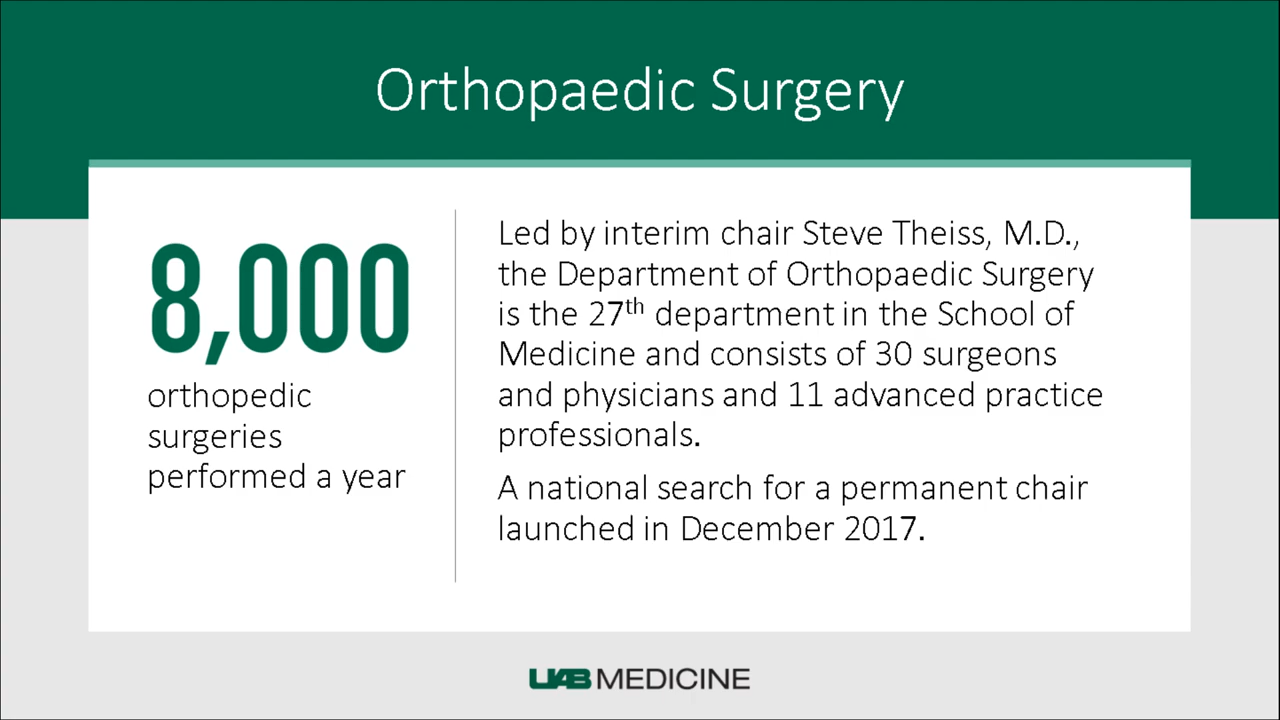 Orthopaedic Surgery
8,000
orthopedic
surgeries
performed a year
Led by interim chair Steve Theiss, M.D.,
the Department of Orthopaedic Surgery
is the 27th department in the School of
Medicine and consists of 30 surgeons
and physicians and 11 advanced practice
professionals.
A national search for a permanent chair
launched in December 2017.
UAB MEDICINE